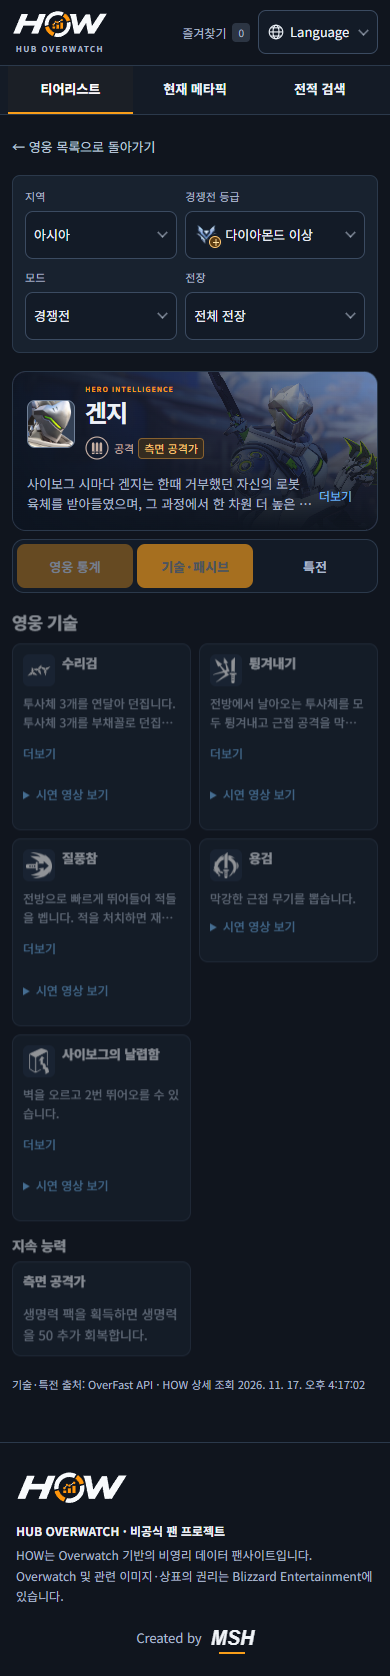 HOW
HUB OVERWATCH
즐겨찾기 0
Language
티어리스트 현재 메타픽 전적 검색
← 영웅 목록으로 돌아가기
지역 경쟁전 등급
아시아 다이아몬드 이상
모드 전장
경쟁전 전체 전장
HERO INTELLIGENCE
겐지
공격 측면 공격가
사이보그 시마다 겐지는 한때 거부했던 자신의 로봇
육체를 받아들였으며, 그 과정에서 한 차원 더 높은 … 더보기
영웅 통계 기술·패시브 특전
영웅 기술
수리검
투사체 3개를 연달아 던집니다.
투사체 3개를 부채꼴로 던집…
더보기
▶ 시연 영상 보기
튕겨내기
전방에서 날아오는 투사체를 모
두 튕겨내고 근접 공격을 막…
더보기
▶ 시연 영상 보기
질풍참
전방으로 빠르게 뛰어들어 적들
을 벱니다. 적을 처치하면 재…
더보기
▶ 시연 영상 보기
용검
막강한 근접 무기를 뽑습니다.
▶ 시연 영상 보기
사이보그의 날렵함
벽을 오르고 2번 뛰어오를 수 있
습니다.
더보기
▶ 시연 영상 보기
지속 능력
측면 공격가
생명력 팩을 획득하면 생명력
을 50 추가 회복합니다.
기술·특전 출처: OverFast API · HOW 상세 조회 2026. 11. 17. 오후 4:17:02
HOW
HUB OVERWATCH · 비공식 팬 프로젝트
HOW는 Overwatch 기반의 비영리 데이터 팬사이트입니다.
Overwatch 및 관련 이미지·상표의 권리는 Blizzard Entertainment에
있습니다.
Created by MSH